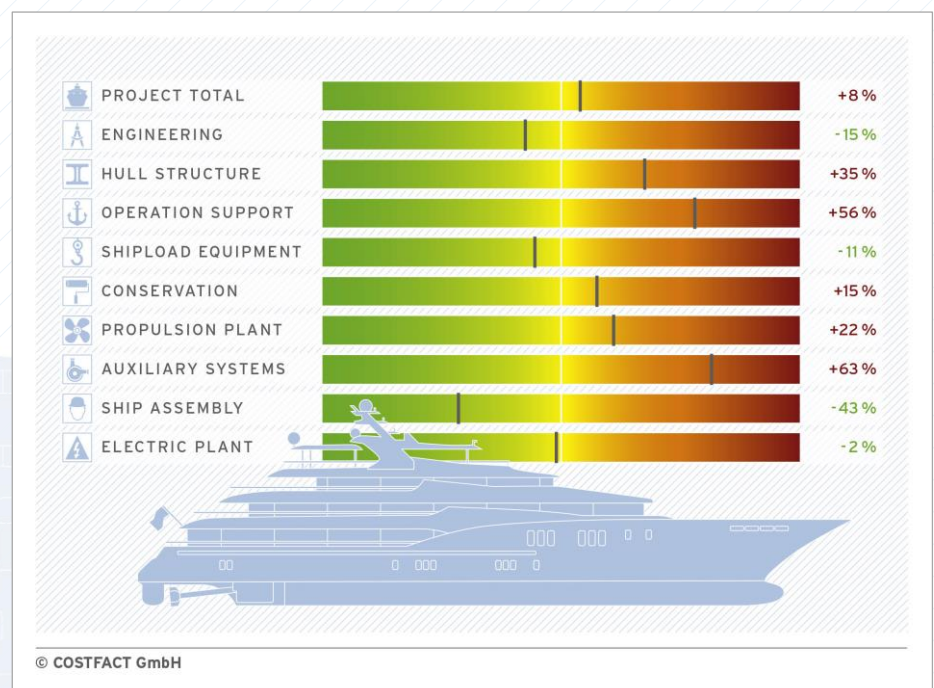 PROJECT TOTAL +8 %
ENGINEERING -15 %
HULL STRUCTURE +35 %
OPERATION SUPPORT +56 %
SHIPLOAD EQUIPMENT -11 %
CONSERVATION +15 %
PROPULSION PLANT +22 %
AUXILIARY SYSTEMS +63 %
SHIP ASSEMBLY -43 %
ELECTRIC PLANT -2 %
© COSTFACT GmbH